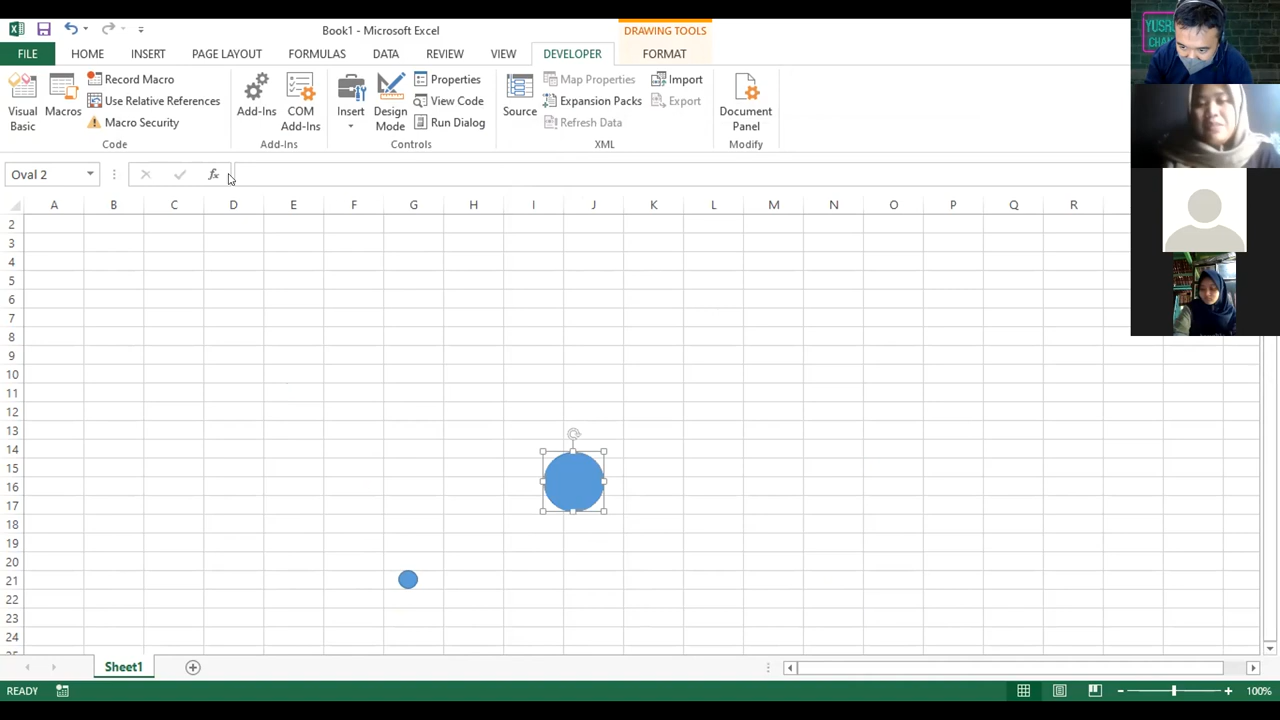 Book1 - Microsoft Excel
DRAWING TOOLS
FILE
HOME
INSERT
PAGE LAYOUT
FORMULAS
DATA
REVIEW
VIEW
DEVELOPER
FORMAT
Visual Basic
Macros
Record Macro
Use Relative References
Macro Security
Code
Add-Ins
COM Add-Ins
Add-Ins
Insert
Design Mode
Properties
View Code
Run Dialog
Controls
Source
Map Properties
Expansion Packs
Refresh Data
Import
Export
XML
Document Panel
Modify
Oval 2
fx
A B C D E F G H I J K L M N O P Q R
2
3
4
5
6
7
8
9
10
11
12
13
14
15
16
17
18
19
20
21
22
23
24
Sheet1
READY
100%